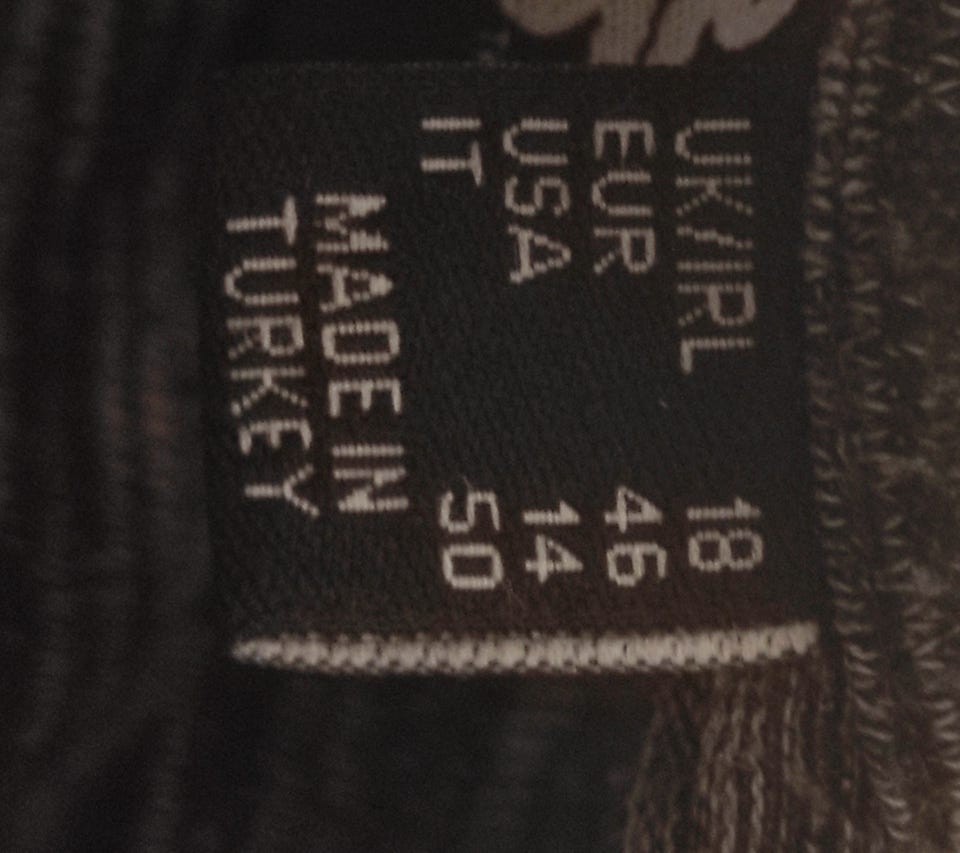 UK/IRL 18
EUR 46
USA 14
IT 50
MADE IN
TURKEY